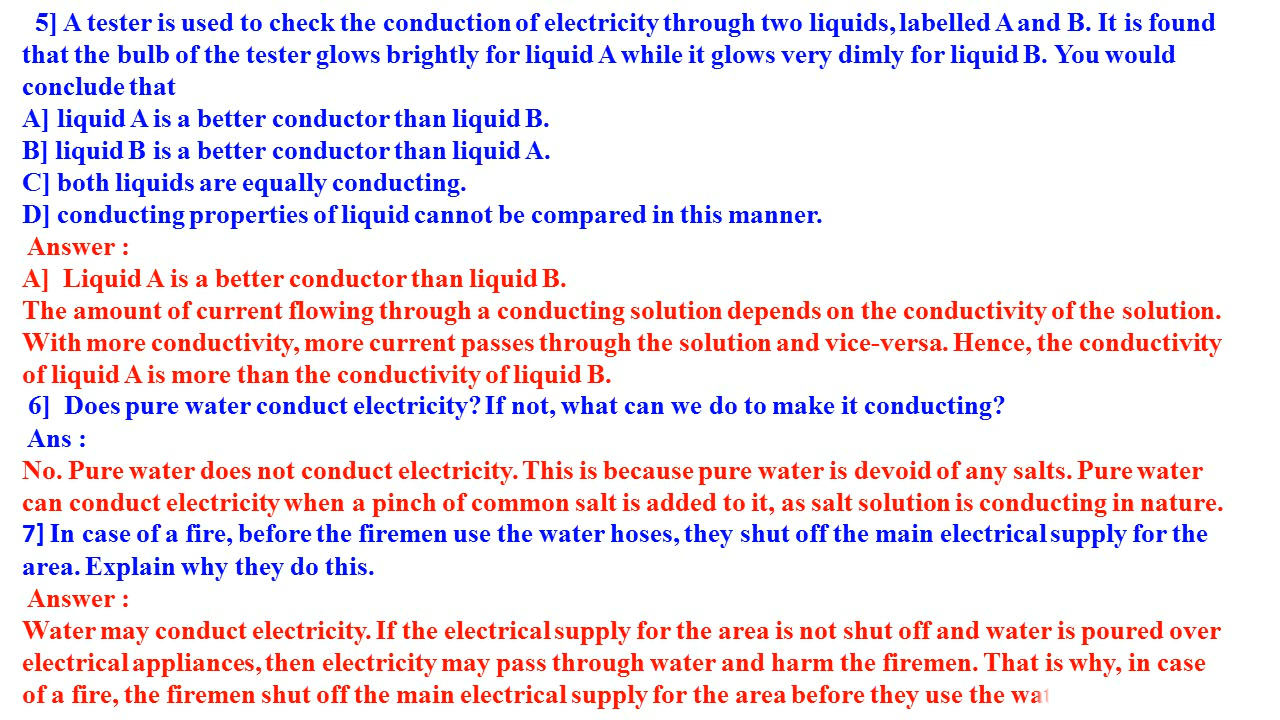 5] A tester is used to check the conduction of electricity through two liquids, labelled A and B. It is found
that the bulb of the tester glows brightly for liquid A while it glows very dimly for liquid B. You would
conclude that
A] liquid A is a better conductor than liquid B.
B] liquid B is a better conductor than liquid A.
C] both liquids are equally conducting.
D] conducting properties of liquid cannot be compared in this manner.
Answer :
A] Liquid A is a better conductor than liquid B.
The amount of current flowing through a conducting solution depends on the conductivity of the solution.
With more conductivity, more current passes through the solution and vice-versa. Hence, the conductivity
of liquid A is more than the conductivity of liquid B.
6] Does pure water conduct electricity? If not, what can we do to make it conducting?
Ans :
No. Pure water does not conduct electricity. This is because pure water is devoid of any salts. Pure water
can conduct electricity when a pinch of common salt is added to it, as salt solution is conducting in nature.
7] In case of a fire, before the firemen use the water hoses, they shut off the main electrical supply for the
area. Explain why they do this.
Answer :
Water may conduct electricity. If the electrical supply for the area is not shut off and water is poured over
electrical appliances, then electricity may pass through water and harm the firemen. That is why, in case
of a fire, the firemen shut off the main electrical supply for the area before they use the